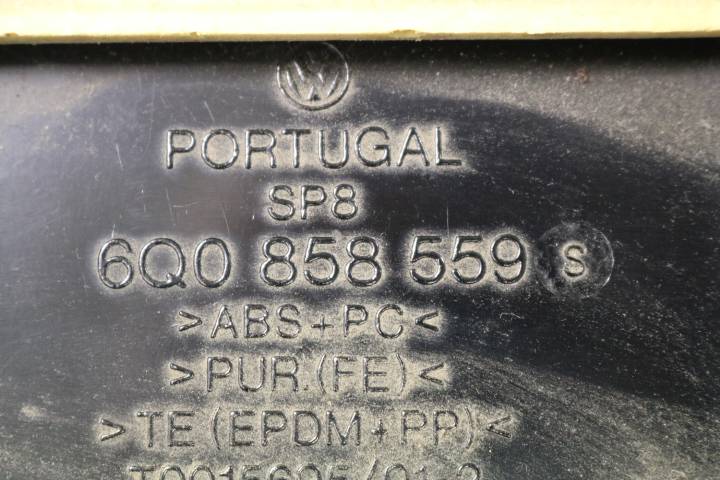 PORTUGAL
SP8
6Q0 858 559 S
>ABS+PC<
>PUR.(FE)<
>TE (EPDM+PP)<